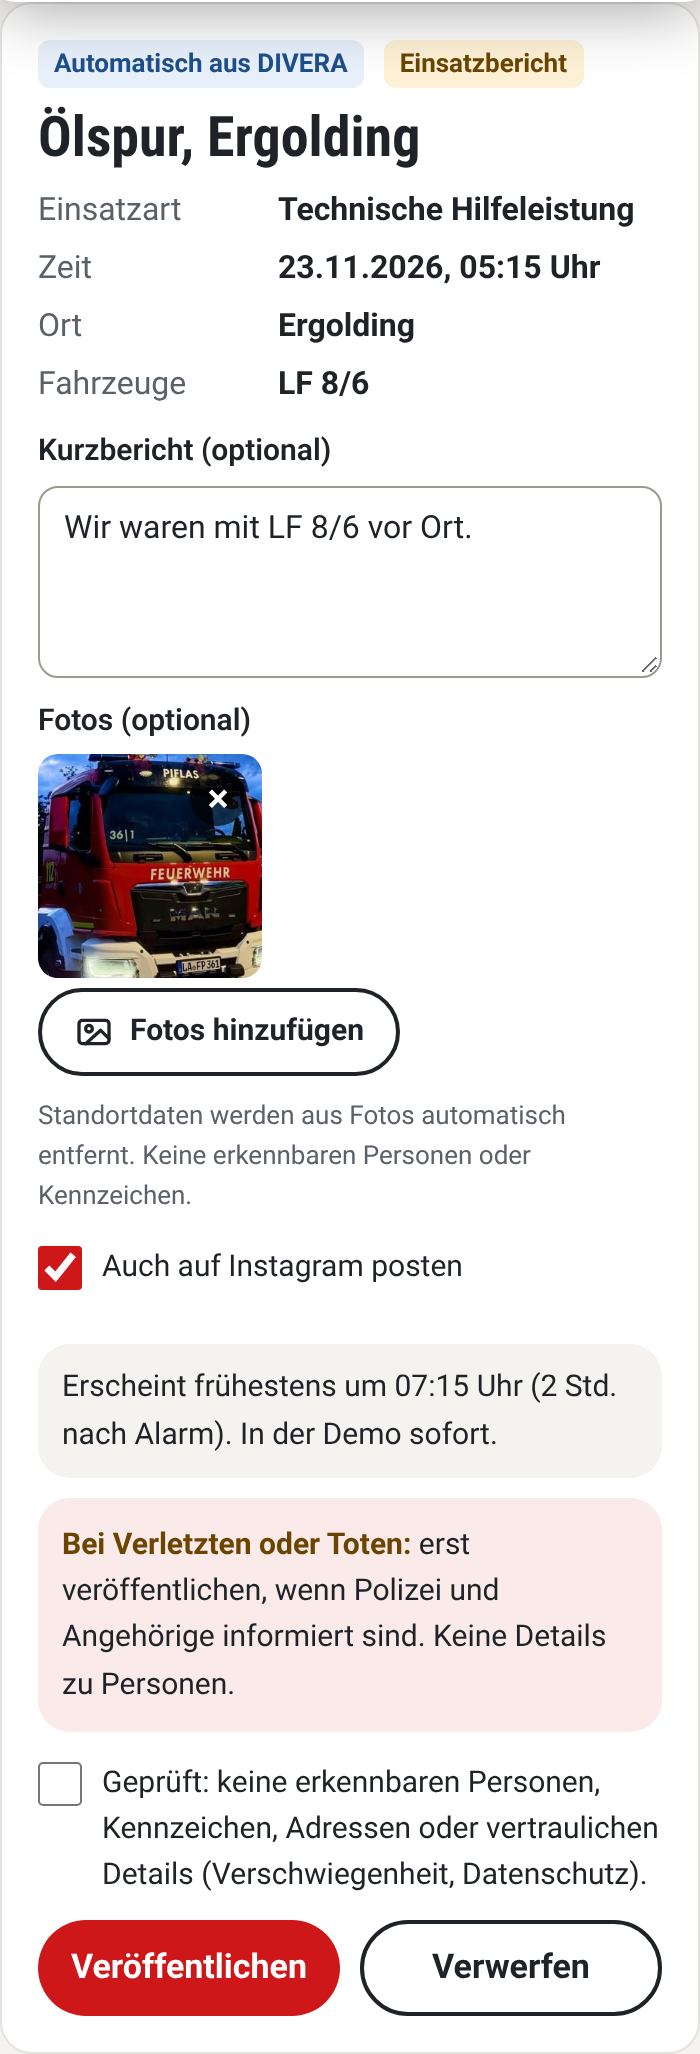 Automatisch aus DIVERA
Einsatzbericht
Ölspur, Ergolding
Einsatzart Technische Hilfeleistung
Zeit 23.11.2026, 05:15 Uhr
Ort Ergolding
Fahrzeuge LF 8/6
Kurzbericht (optional)
Wir waren mit LF 8/6 vor Ort.
Fotos (optional)
PIFLAS
36|1
112
FEUERWEHR
MAN
LA FP 361
Fotos hinzufügen
Standortdaten werden aus Fotos automatisch
entfernt. Keine erkennbaren Personen oder
Kennzeichen.
Auch auf Instagram posten
Erscheint frühestens um 07:15 Uhr (2 Std.
nach Alarm). In der Demo sofort.
Bei Verletzten oder Toten: erst
veröffentlichen, wenn Polizei und
Angehörige informiert sind. Keine Details
zu Personen.
Geprüft: keine erkennbaren Personen,
Kennzeichen, Adressen oder vertraulichen
Details (Verschwiegenheit, Datenschutz).
Veröffentlichen
Verwerfen